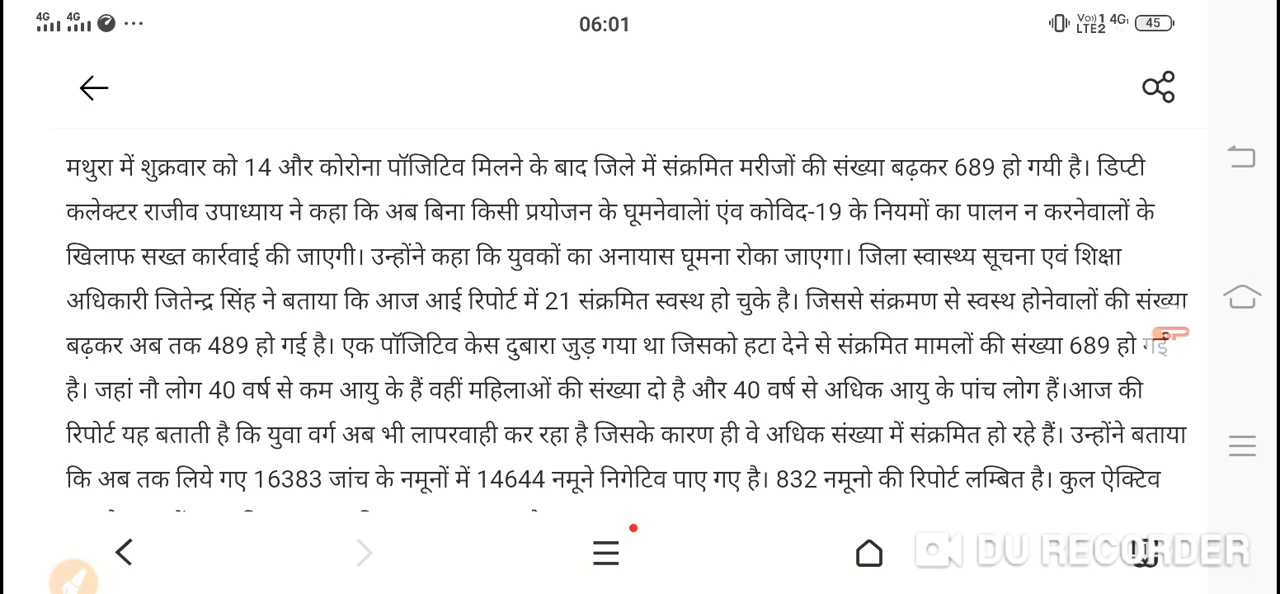 4G 4G ...
06:01
Vo)) 1 4G
LTE2
45
मथुरा में शुक्रवार को 14 और कोरोना पॉजिटिव मिलने के बाद जिले में संक्रमित मरीजों की संख्या बढ़कर 689 हो गयी है। डिप्टी
कलेक्टर राजीव उपाध्याय ने कहा कि अब बिना किसी प्रयोजन के घूमनेवालों एंव कोविद-19 के नियमों का पालन न करनेवालों के
खिलाफ सख्त कार्रवाई की जाएगी। उन्होंने कहा कि युवकों का अनायास घूमना रोका जाएगा। जिला स्वास्थ्य सूचना एवं शिक्षा
अधिकारी जितेन्द्र सिंह ने बताया कि आज आई रिपोर्ट में 21 संक्रमित स्वस्थ हो चुके है। जिससे संक्रमण से स्वस्थ होनेवालों की संख्या
बढ़कर अब तक 489 हो गई है। एक पॉजिटिव केस दुबारा जुड़ गया था जिसको हटा देने से संक्रमित मामलों की संख्या 689 हो गई
है। जहां नौ लोग 40 वर्ष से कम आयु के हैं वहीं महिलाओं की संख्या दो है और 40 वर्ष से अधिक आयु के पांच लोग हैं।आज की
रिपोर्ट यह बताती है कि युवा वर्ग अब भी लापरवाही कर रहा है जिसके कारण ही वे अधिक संख्या में संक्रमित हो रहे हैं। उन्होंने बताया
कि अब तक लिये गए 16383 जांच के नमूनों में 14644 नमूने निगेटिव पाए गए है। 832 नमूनो की रिपोर्ट लम्बित है। कुल ऐक्टिव
DU RECORDER